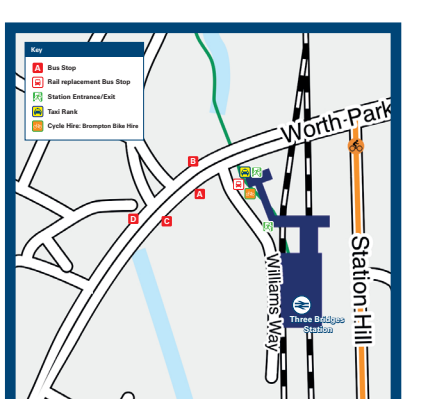 Key
A Bus Stop
Rail replacement Bus Stop
Station Entrance/Exit
Taxi Rank
Cycle Hire: Brompton Bike Hire
Worth Park
B
A
D
C
Williams Way
Station Hill
Three Bridges
Station